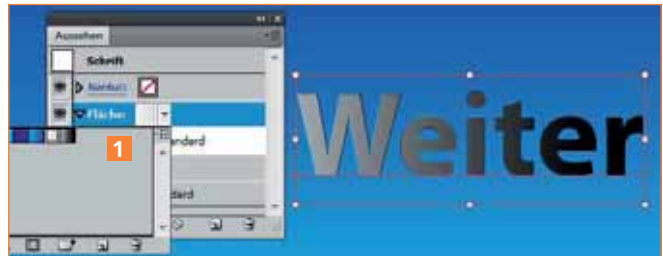 Aussehen
Schrift
Kontur:
Fläche:
1
ndard
dard
Weiter